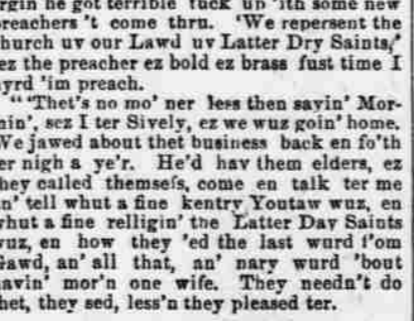 rgin he got terrible tuck up 'ith some new
reachers 't come thru. 'We repersent the
hurch uv our Lawd uv Latter Dry Saints,'
ez the preacher ez bold ez brass fust time I
yrd 'im preach.
"'Thet's no mo' ner less then sayin' Mor-
nin', sez I ter Sively, ez we wuz goin' home.
We jawed about thet business back en fo'th
er nigh a ye'r. He'd hav them elders, ez
hey called themsefs, come en talk ter me
n' tell whut a fine kentry Youtaw wuz, en
whut a fine relligin' the Latter Day Saints
wuz, en how they 'ed the last wurd f'om
Gawd, an' all that, an' nary wurd 'bout
avin' mor'n one wife. They needn't do
het, they sed, less'n they pleased ter.